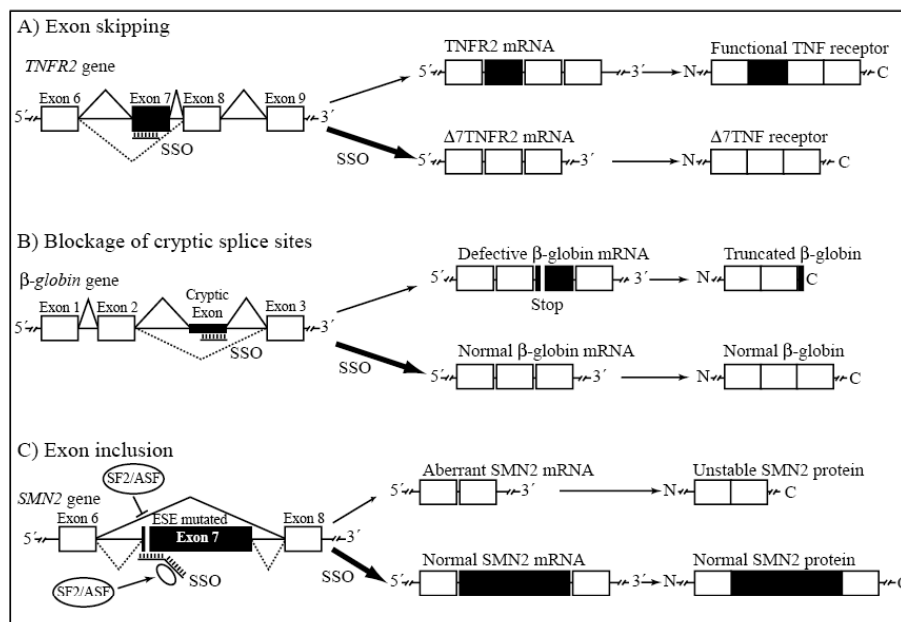 A) Exon skipping
TNFR2 gene
Exon 6 Exon 7 Exon 8 Exon 9
5´ 3´
SSO
SSO
TNFR2 mRNA
5´ 3´
Functional TNF receptor
N C
Δ7TNFR2 mRNA
5´ 3´
Δ7TNF receptor
N C
B) Blockage of cryptic splice sites
β-globin gene
Exon 1 Exon 2 Cryptic Exon Exon 3
5´ 3´
SSO
SSO
Defective β-globin mRNA
5´ 3´
Stop
Truncated β-globin
N C
Normal β-globin mRNA
5´ 3´
Normal β-globin
N C
C) Exon inclusion
SF2/ASF
SMN2 gene
Exon 6 ESE mutated Exon 8
5´ Exon 7 3´
SF2/ASF SSO
SSO
Aberrant SMN2 mRNA
5´ 3´
Unstable SMN2 protein
N C
Normal SMN2 mRNA
5´ 3´
Normal SMN2 protein
N C